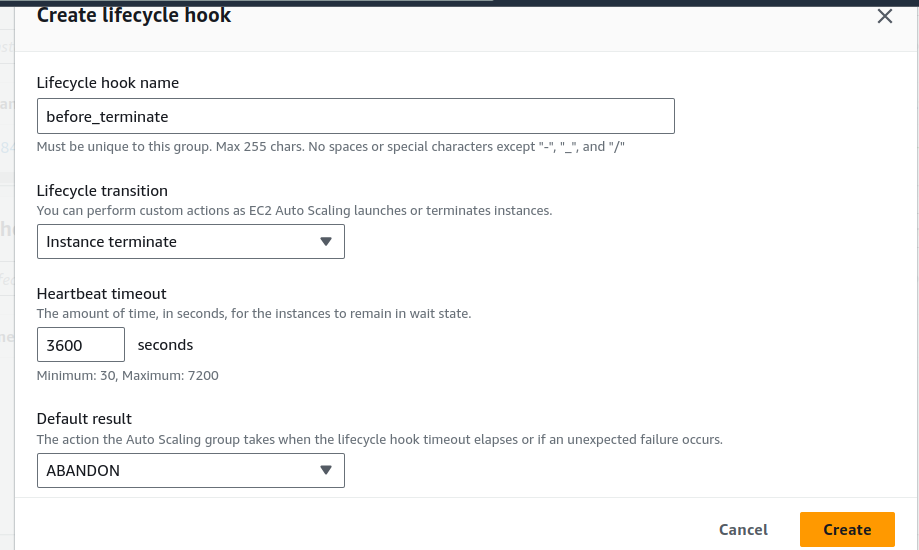 Create lifecycle hook
Lifecycle hook name
before_terminate
Must be unique to this group. Max 255 chars. No spaces or special characters except "-", "_", and "/"
Lifecycle transition
You can perform custom actions as EC2 Auto Scaling launches or terminates instances.
Instance terminate
Heartbeat timeout
The amount of time, in seconds, for the instances to remain in wait state.
3600 seconds
Minimum: 30, Maximum: 7200
Default result
The action the Auto Scaling group takes when the lifecycle hook timeout elapses or if an unexpected failure occurs.
ABANDON
Cancel Create